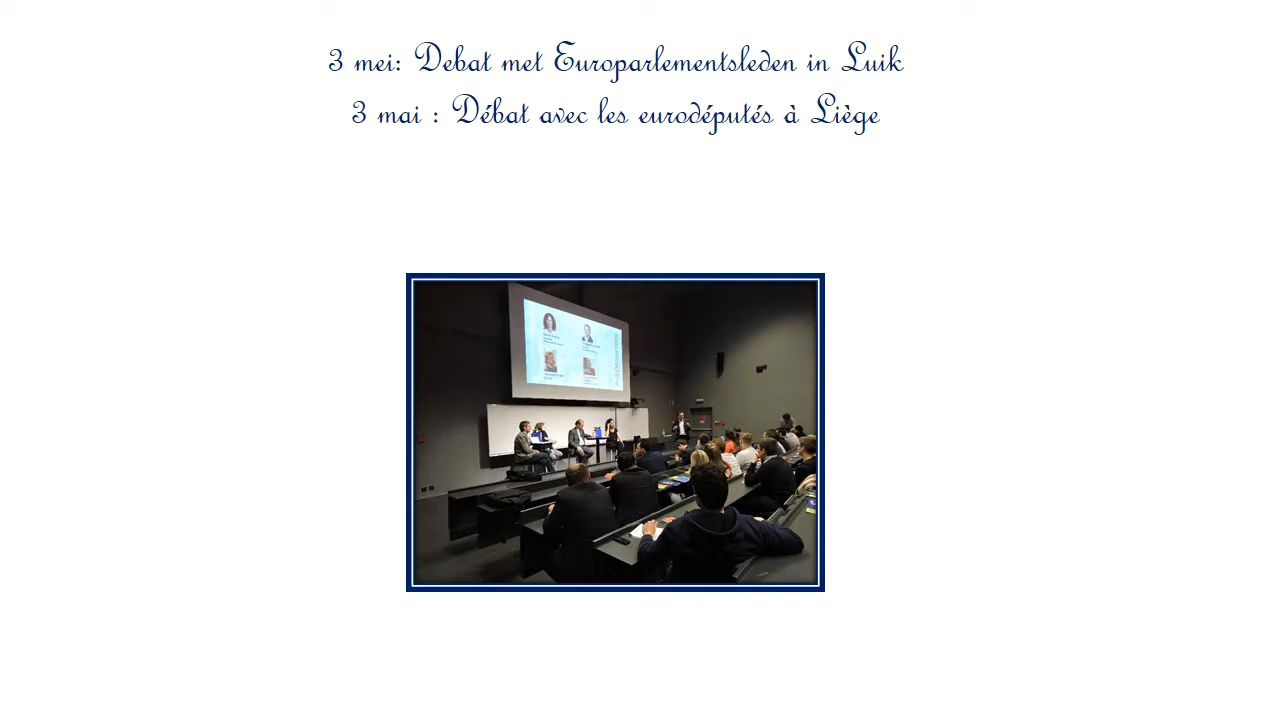 3 mei: Debat met Europarlementsleden in Luik
3 mai : Débat avec les eurodéputés à Liège